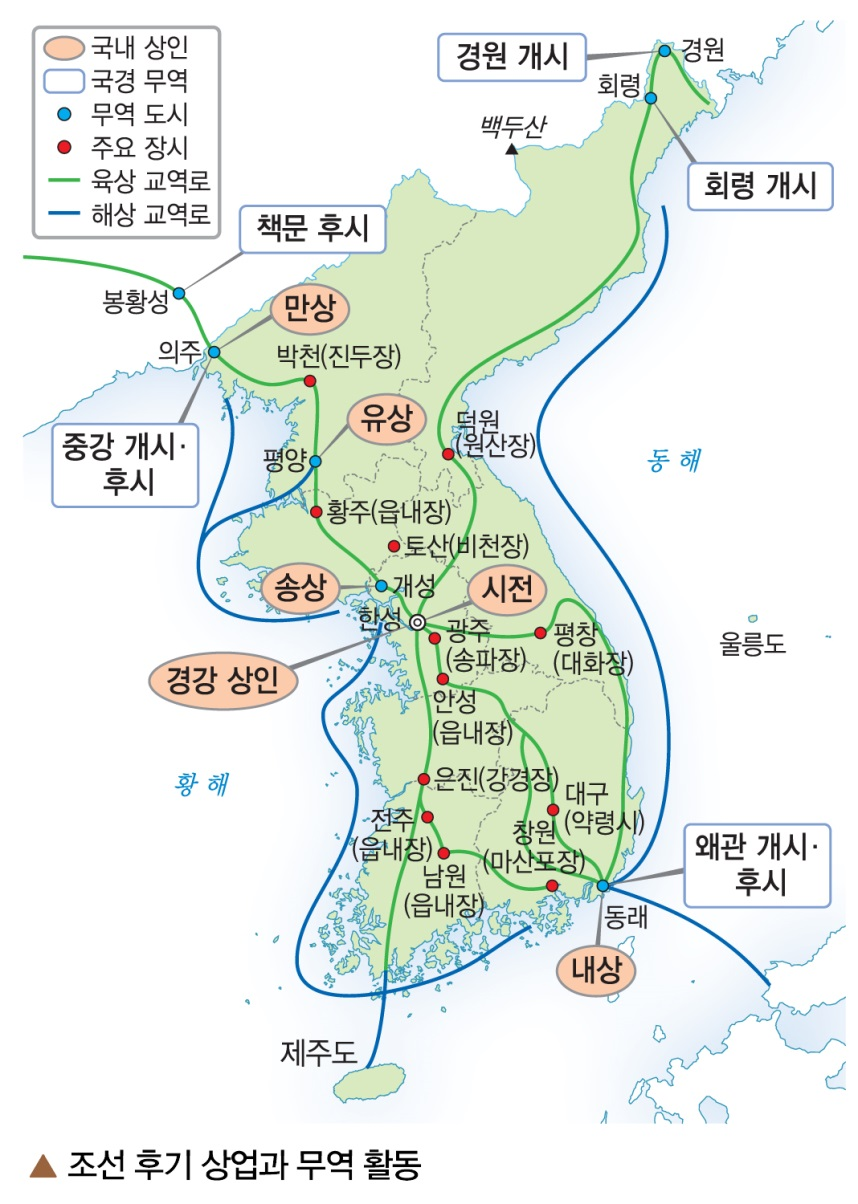 국내 상인
국경 무역
무역 도시
주요 장시
육상 교역로
해상 교역로
경원 개시
경원
회령
백두산
회령 개시
책문 후시
봉황성
만상
의주
박천(진두장)
유상
덕원
(원산장)
중강 개시·
후시
평양
동해
황주(읍내장)
토산(비천장)
송상
개성
시전
한성
광주
(송파장)
평창
(대화장)
울릉도
경강 상인
안성
(읍내장)
황해
은진(강경장)
대구
(약령시)
전주
(읍내장)
창원
(마산포장)
왜관 개시·
후시
남원
(읍내장)
동래
내상
제주도
▲ 조선 후기 상업과 무역 활동